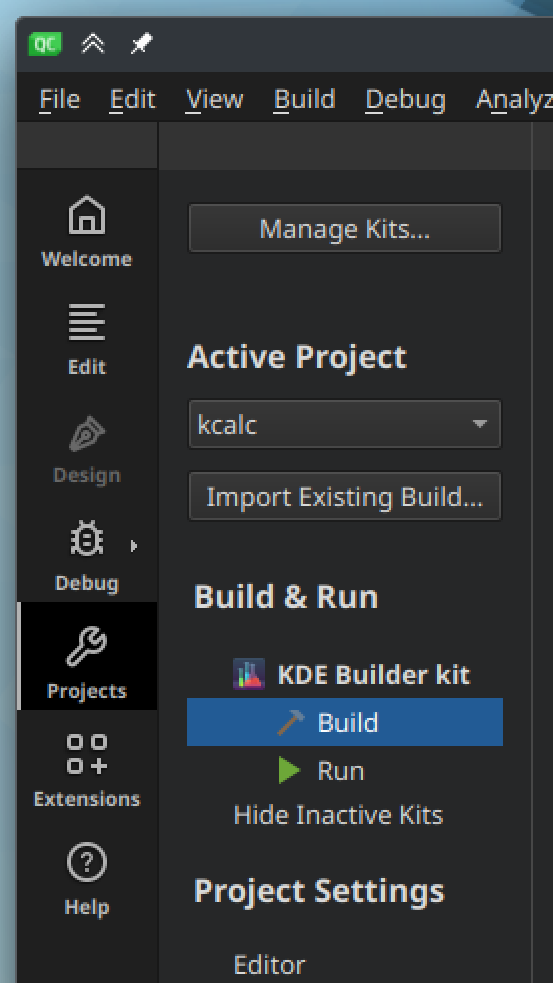 QC
File Edit View Build Debug Analyz
Welcome
Edit
Design
Debug
Projects
Extensions
Help
Manage Kits...
Active Project
kcalc
Import Existing Build...
Build & Run
KDE Builder kit
Build
Run
Hide Inactive Kits
Project Settings
Editor